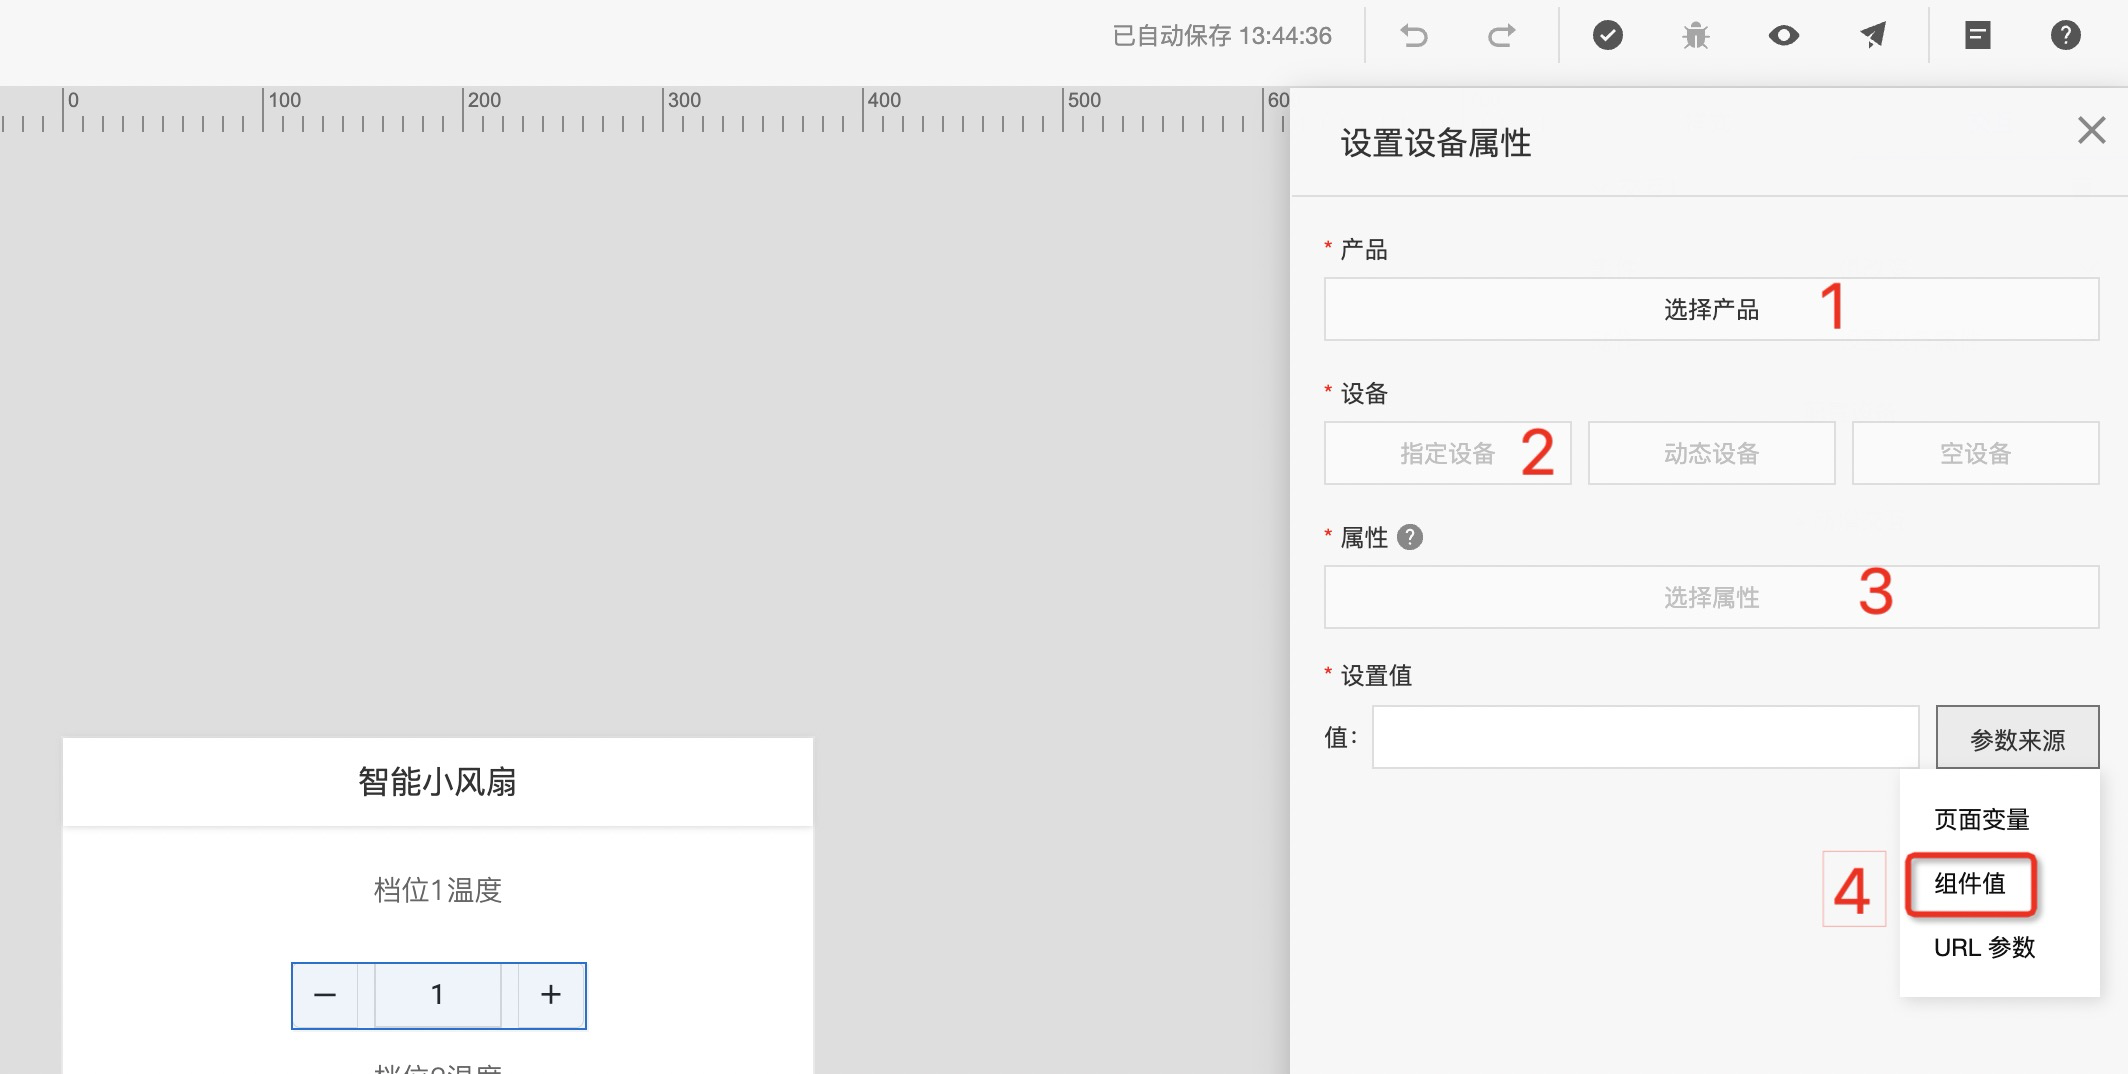 已自动保存 13:44:36
0 100 200 300 400 500 60
设置设备属性
* 产品
选择产品 1
* 设备
指定设备 2 动态设备 空设备
* 属性 ?
选择属性 3
* 设置值
值: 参数来源
页面变量
4 组件值
URL 参数
智能小风扇
档位1温度
— 1 +